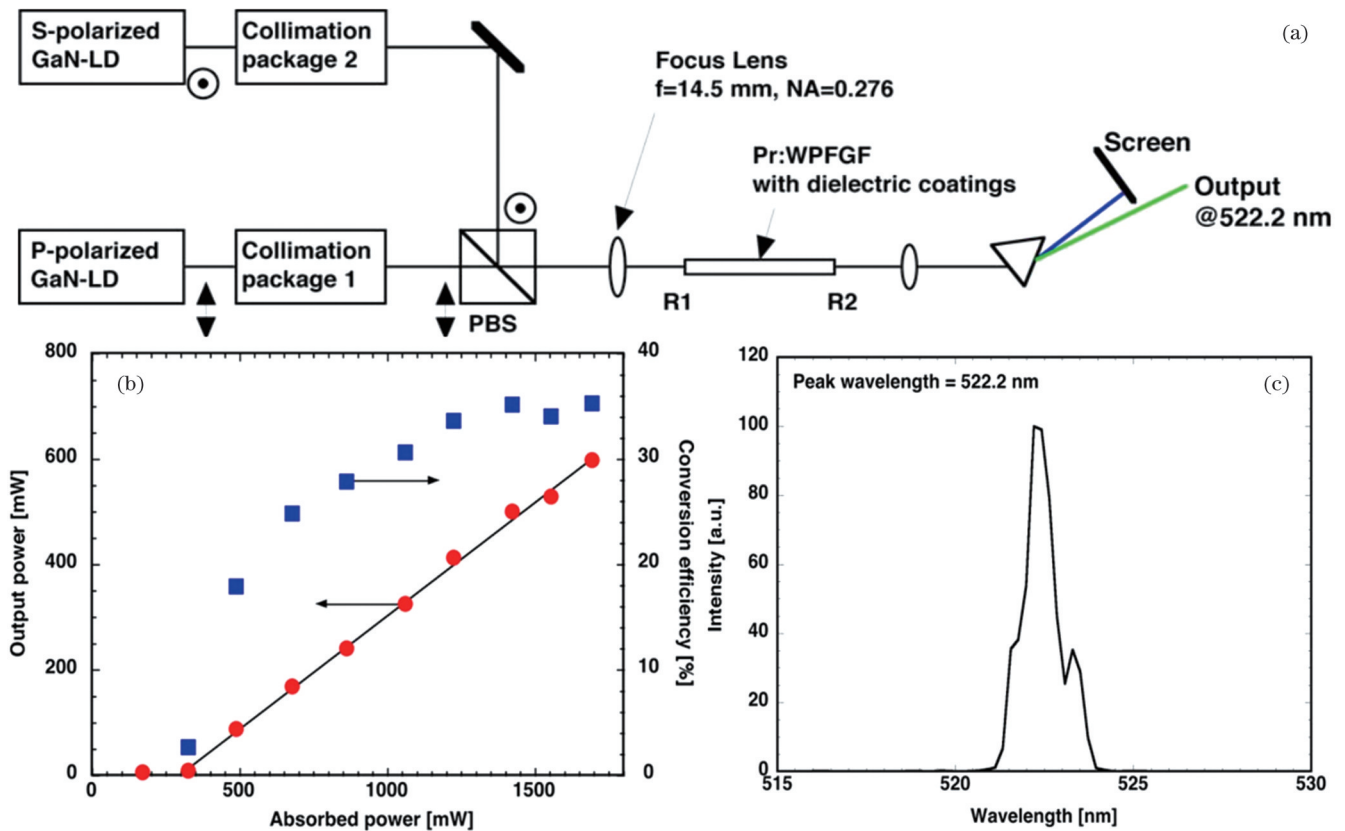 (a)
S-polarized
GaN-LD
Collimation
package 2
Focus Lens
f=14.5 mm, NA=0.276
Pr:WPFGF
with dielectric coatings
Screen
Output
@522.2 nm
P-polarized
GaN-LD
Collimation
package 1
PBS
R1
R2
(b)
800
600
400
200
0
Output power [mW]
40
30
20
10
0
Conversion efficiency [%]
0
500
1000
1500
Absorbed power [mW]
(c)
Peak wavelength = 522.2 nm
120
100
80
60
40
20
0
Intensity [a.u.]
515
520
525
530
Wavelength [nm]